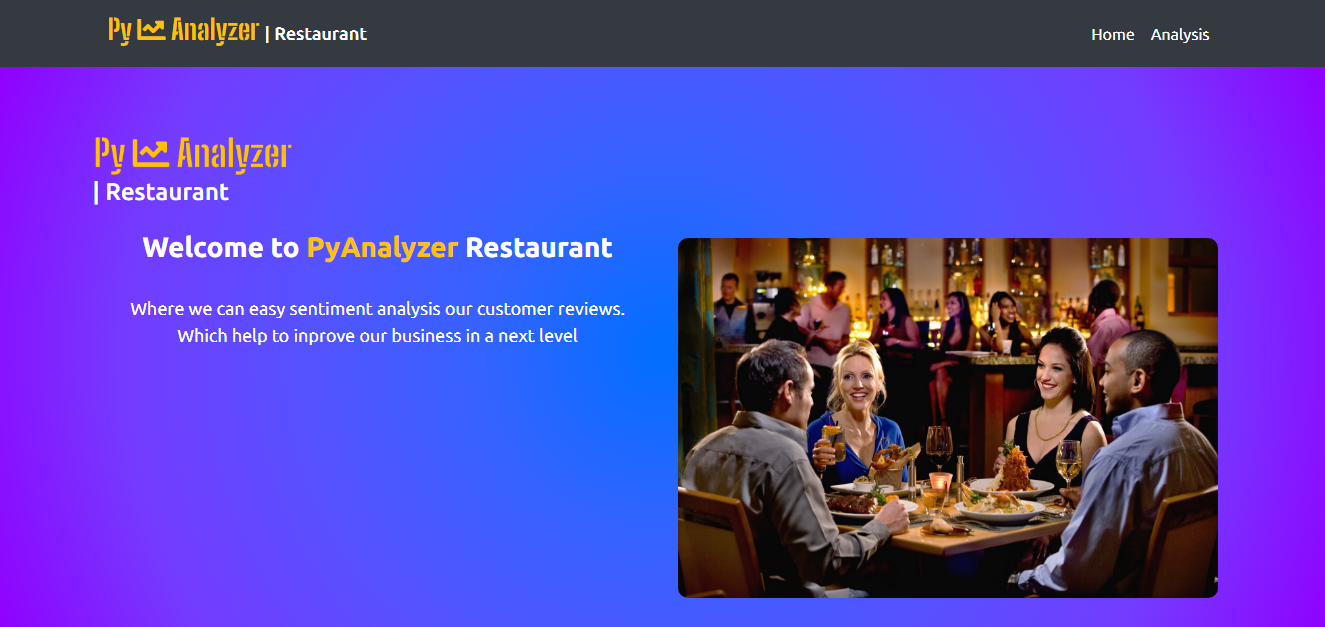 Py Analyzer | Restaurant
Home Analysis
Py Analyzer
| Restaurant
Welcome to PyAnalyzer Restaurant
Where we can easy sentiment analysis our customer reviews.
Which help to inprove our business in a next level